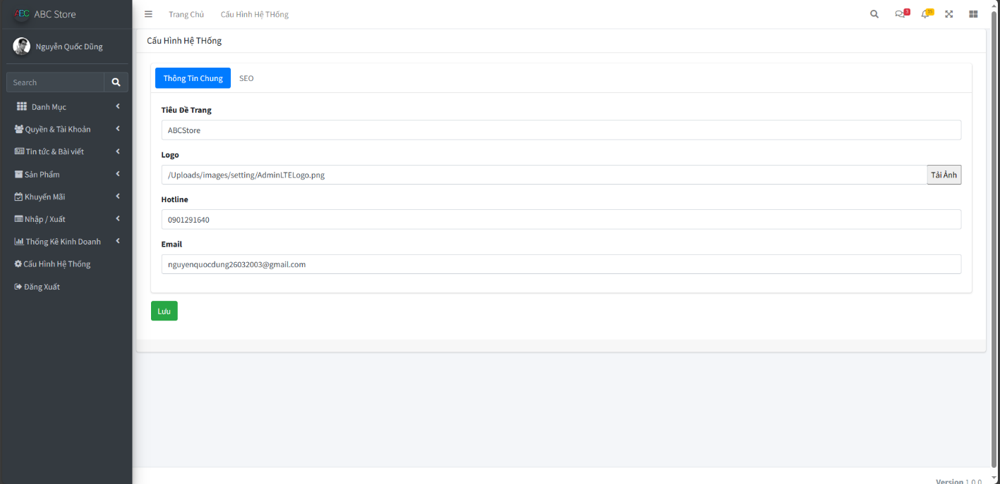 AEC ABC Store
Trang Chủ Cấu Hình Hệ THống
3
15
Nguyễn Quốc Dũng
Search
Danh Mục
Quyền & Tài Khoản
Tin tức & Bài viết
Sản Phẩm
Khuyến Mãi
Nhập / Xuất
Thống Kê Kinh Doanh
Cấu Hình Hệ Thống
Đăng Xuất
Cấu Hình Hệ THống
Thông Tin Chung SEO
Tiêu Đề Trang
ABCStore
Logo
/Uploads/images/setting/AdminLTELogo.png Tải Ảnh
Hotline
0901291640
Email
nguyenquocdung26032003@gmail.com
Lưu
Version 1.0.0